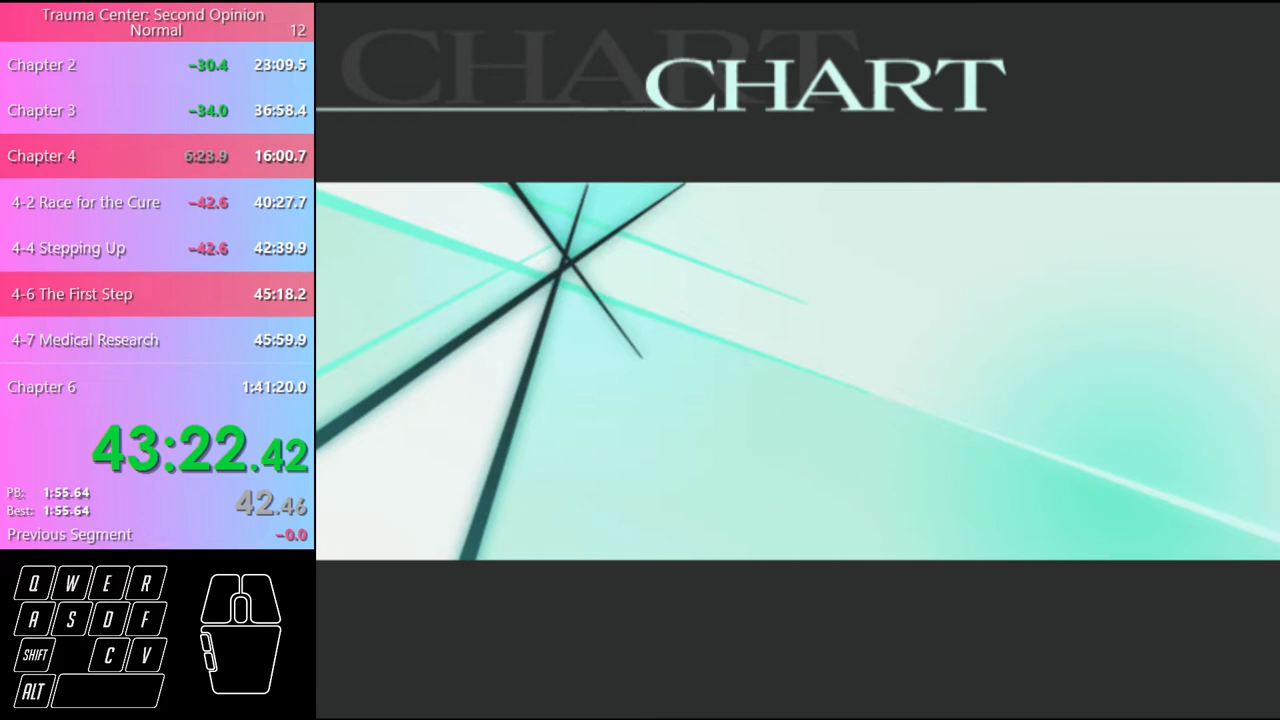 Trauma Center: Second Opinion
Normal 12
Chapter 2 −30.4 23:09.5
Chapter 3 −34.0 36:58.4
Chapter 4 6:23.9 16:00.7
4-2 Race for the Cure −42.6 40:27.7
4-4 Stepping Up −42.6 42:39.9
4-6 The First Step 45:18.2
4-7 Medical Research 45:59.9
Chapter 6 1:41:20.0
43:22.42
PB: 1:55.64
Best: 1:55.64
42.46
Previous Segment −0.0
Q W E R
A S D F
SHIFT C V
ALT
CHART
CHART